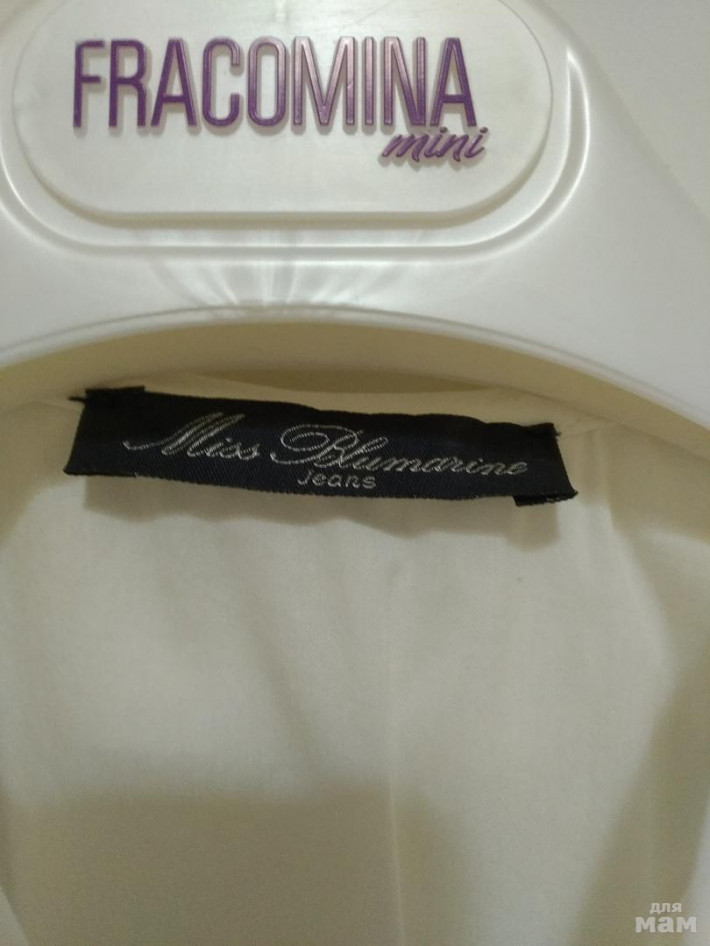 FRACOMINA
mini
Miss Blumarine
Jeans
для
мам